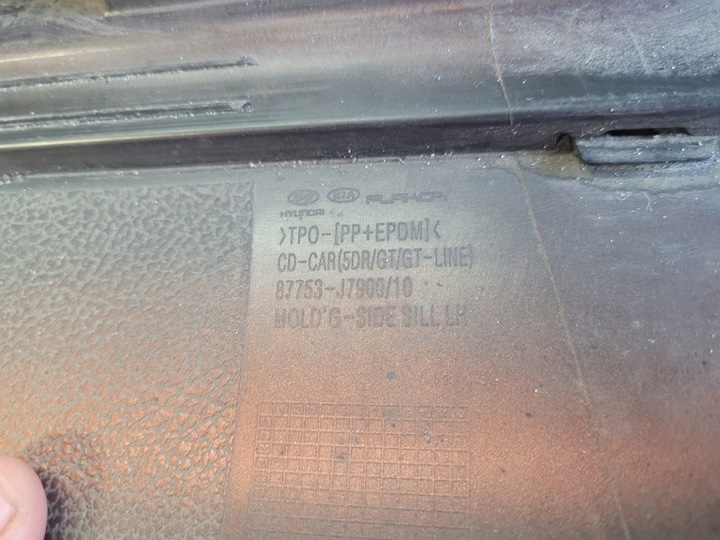 HYUNDAI KIA PLAKOR
>TPO-[PP+EPDM]<
CD-CAR(5DR/GT/GT-LINE)
87753-J7900/10
MOLD'G-SIDE SILL LH